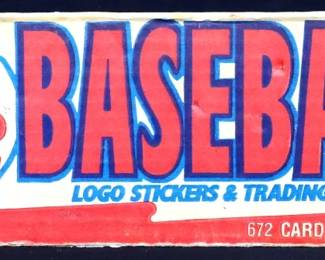 BASEBA
LOGO STICKERS & TRADING
672 CARD